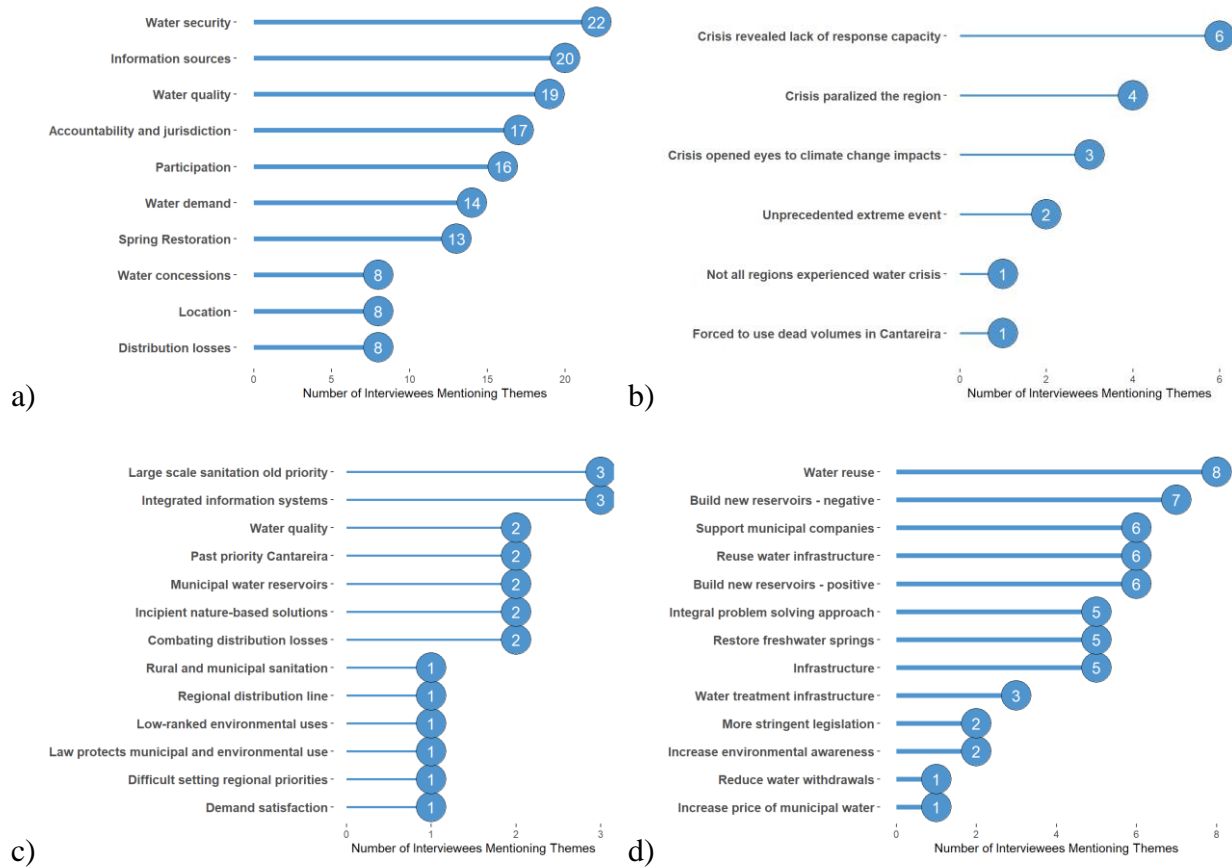 Water security
22
Information sources
20
Water quality
19
Accountability and jurisdiction
17
Participation
16
Water demand
14
Spring Restoration
13
Water concessions
8
Location
8
Distribution losses
8
0 5 10 15 20
Number of Interviewees Mentioning Themes
a)
Crisis revealed lack of response capacity
6
Crisis paralized the region
4
Crisis opened eyes to climate change impacts
3
Unprecedented extreme event
2
Not all regions experienced water crisis
1
Forced to use dead volumes in Cantareira
1
0 2 4 6
Number of Interviewees Mentioning Themes
b)
Large scale sanitation old priority
3
Integrated information systems
3
Water quality
2
Past priority Cantareira
2
Municipal water reservoirs
2
Incipient nature-based solutions
2
Combating distribution losses
2
Rural and municipal sanitation
1
Regional distribution line
1
Low-ranked environmental uses
1
Law protects municipal and environmental use
1
Difficult setting regional priorities
1
Demand satisfaction
1
0 1 2 3
Number of Interviewees Mentioning Themes
c)
Water reuse
8
Build new reservoirs - negative
7
Support municipal companies
6
Reuse water infrastructure
6
Build new reservoirs - positive
6
Integral problem solving approach
5
Restore freshwater springs
5
Infrastructure
5
Water treatment infrastructure
3
More stringent legislation
2
Increase environmental awareness
2
Reduce water withdrawals
1
Increase price of municipal water
1
0 2 4 6 8
Number of Interviewees Mentioning Themes
d)